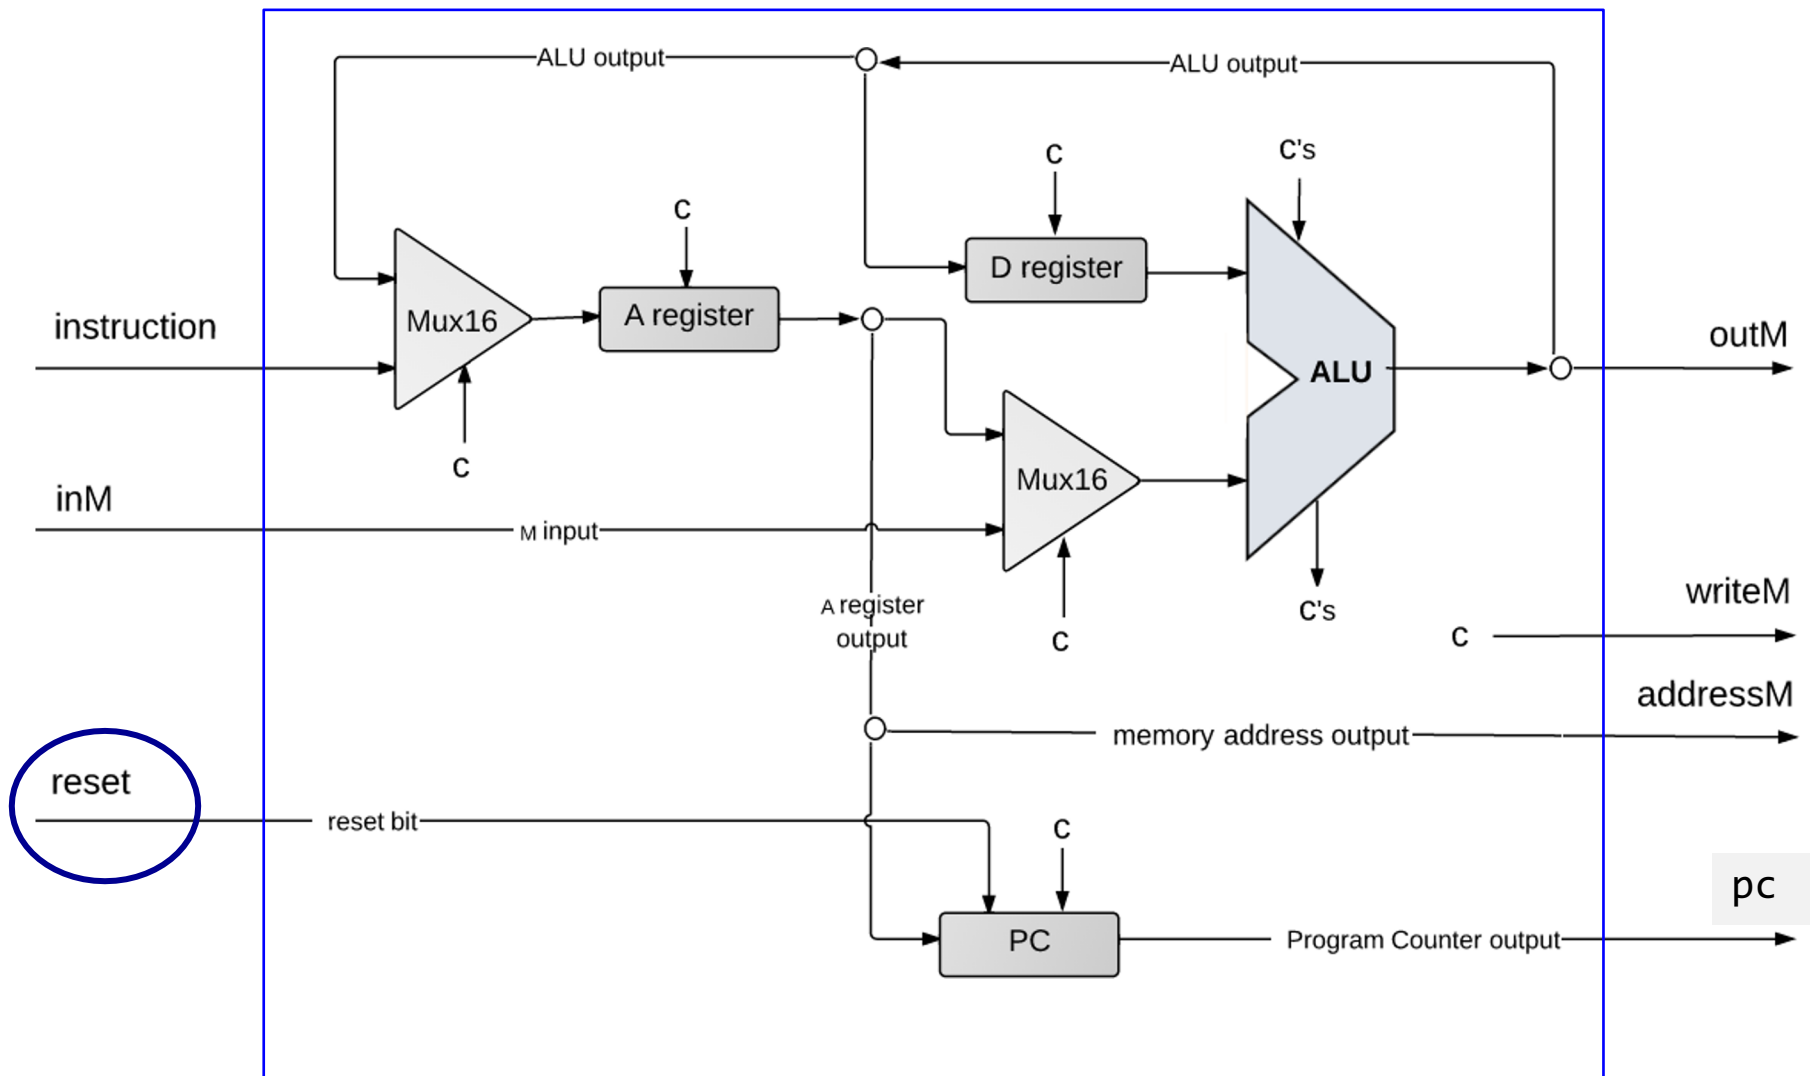 ALU output
ALU output
c's
c
c
instruction
Mux16
A register
D register
ALU
outM
c
inM
M input
Mux16
A register
output
c
c's
writeM
c
addressM
memory address output
reset
reset bit
c
pc
PC
Program Counter output